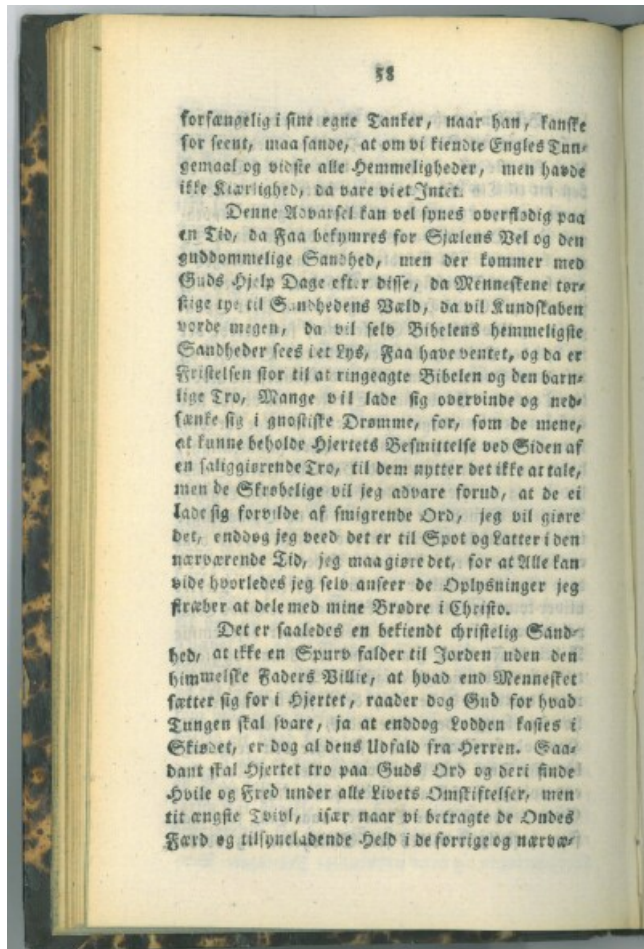 58
forfængelig i sine egne Tanker, naar han, kanske
for seent, maa sande, at om vi kiendte Engles Tun-
gemaal og vidste alle Hemmeligheder, men havde
ikke Kiærlighed, da vare vi et Intet.
Denne Advarsel kan vel synes overflødig paa
en Tid, da Faa bekymres for Sjælens Vel og den
guddommelige Sandhed, men der kommer med
Guds Hjelp Dage efter disse, da Menneskene tør-
stige tye til Sandhedens Væld, da vil Kundskaben
vorde megen, da vil selv Bibelens hemmeligste
Sandheder sees i et Lys, Faa have ventet, og da er
Fristelsen stor til at ringeagte Bibelen og den barn-
lige Tro, Mange vil lade sig overvinde og ned-
sænke sig i gnostiske Drømme, for, som de mene,
at kunne beholde Hjertets Besmittelse ved Siden af
en saliggiørende Tro, til dem nytter det ikke at tale,
men de Skrøbelige vil jeg advare forud, at de ei
lade sig forvilde af smigrende Ord, jeg vil giøre
det, enddog jeg veed det er til Spot og Latter i den
nærværende Tid, jeg maa giøre det, for at Alle kan
vide hvorledes jeg selv anseer de Oplysninger jeg
stræber at dele med mine Brødre i Christo.
Det er saaledes en bekiendt christelig Sand-
hed, at ikke en Spurv falder til Jorden uden den
himmelske Faders Villie, at hvad end Mennesket
sætter sig for i Hjertet, raader dog Gud for hvad
Tungen skal svare, ja at enddog Lodden kastes i
Skiødet, er dog al dens Udfald fra Herren. Saa-
dant skal Hjertet tro paa Guds Ord og deri finde
Hvile og Fred under alle Livets Omskiftelser, men
tit ængste Tvivl, især naar vi betragte de Ondes
Færd og tilsyneladende Held i de forrige og nærvæ-